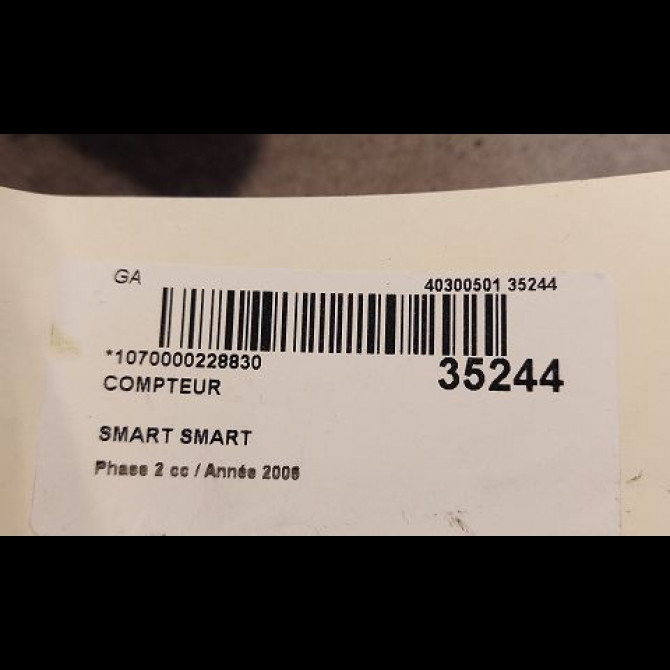 GA 40300501 35244
*1070000228830 35244
COMPTEUR
SMART SMART
Phase 2 cc / Année 2006